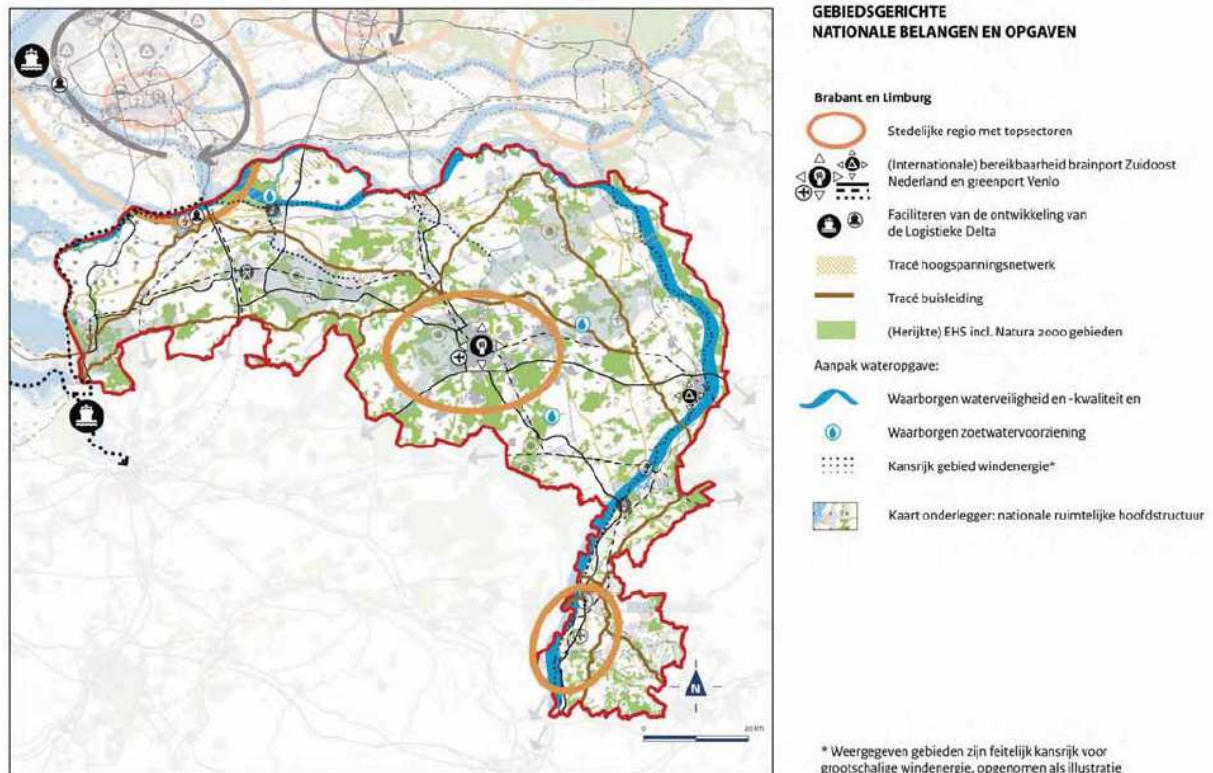 GEBIEDSGERICHTE
NATIONALE BELANGEN EN OPGAVEN
Brabant en Limburg
Stedelijke regio met topsectoren
(Internationale) bereikbaarheid brainport Zuidoost
Nederland en greenport Venlo
Faciliteren van de ontwikkeling van
de Logistieke Delta
Tracé hoogspanningsnetwerk
Tracé buisleiding
(Herijkte) EHS incl. Natura 2000 gebieden
Aanpak wateropgave:
Waarborgen waterveiligheid en -kwaliteit en
Waarborgen zoetwatervoorziening
Kansrijk gebied windenergie*
Kaart onderlegger: nationale ruimtelijke hoofdstructuur
N
0 20 km
* Weergegeven gebieden zijn feitelijk kansrijk voor
grootschalige windenergie, opgenomen als illustratie